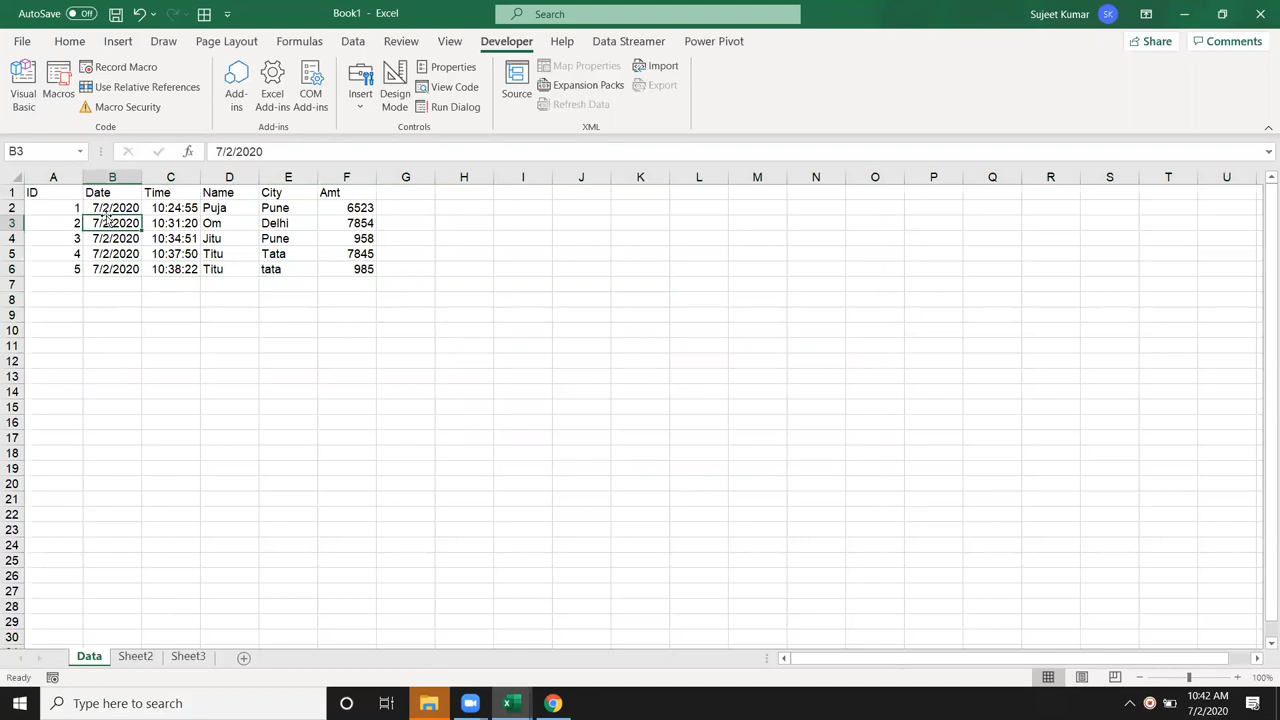 AutoSave Off Book1 - Excel Search Sujeet Kumar SK
File Home Insert Draw Page Layout Formulas Data Review View Developer Help Data Streamer Power Pivot Share Comments
Visual Basic
Macros
Record Macro
Use Relative References
Macro Security
Code
Add-ins
Excel Add-ins
COM Add-ins
Add-ins
Insert
Design Mode
Properties
View Code
Run Dialog
Controls
Source
Map Properties
Expansion Packs
Refresh Data
Import
Export
XML
B3 fx 7/2/2020
A B C D E F G H I J K L M N O P Q R S T U
1 ID Date Time Name City Amt
2 1 7/2/2020 10:24:55 Puja Pune 6523
3 2 7/2/2020 10:31:20 Om Delhi 7854
4 3 7/2/2020 10:34:51 Jitu Pune 958
5 4 7/2/2020 10:37:50 Titu Tata 7845
6 5 7/2/2020 10:38:22 Titu tata 985
7
8
9
10
11
12
13
14
15
16
17
18
19
20
21
22
23
24
25
26
27
28
29
30
Data Sheet2 Sheet3
Ready 100%
Type here to search 10:42 AM
7/2/2020